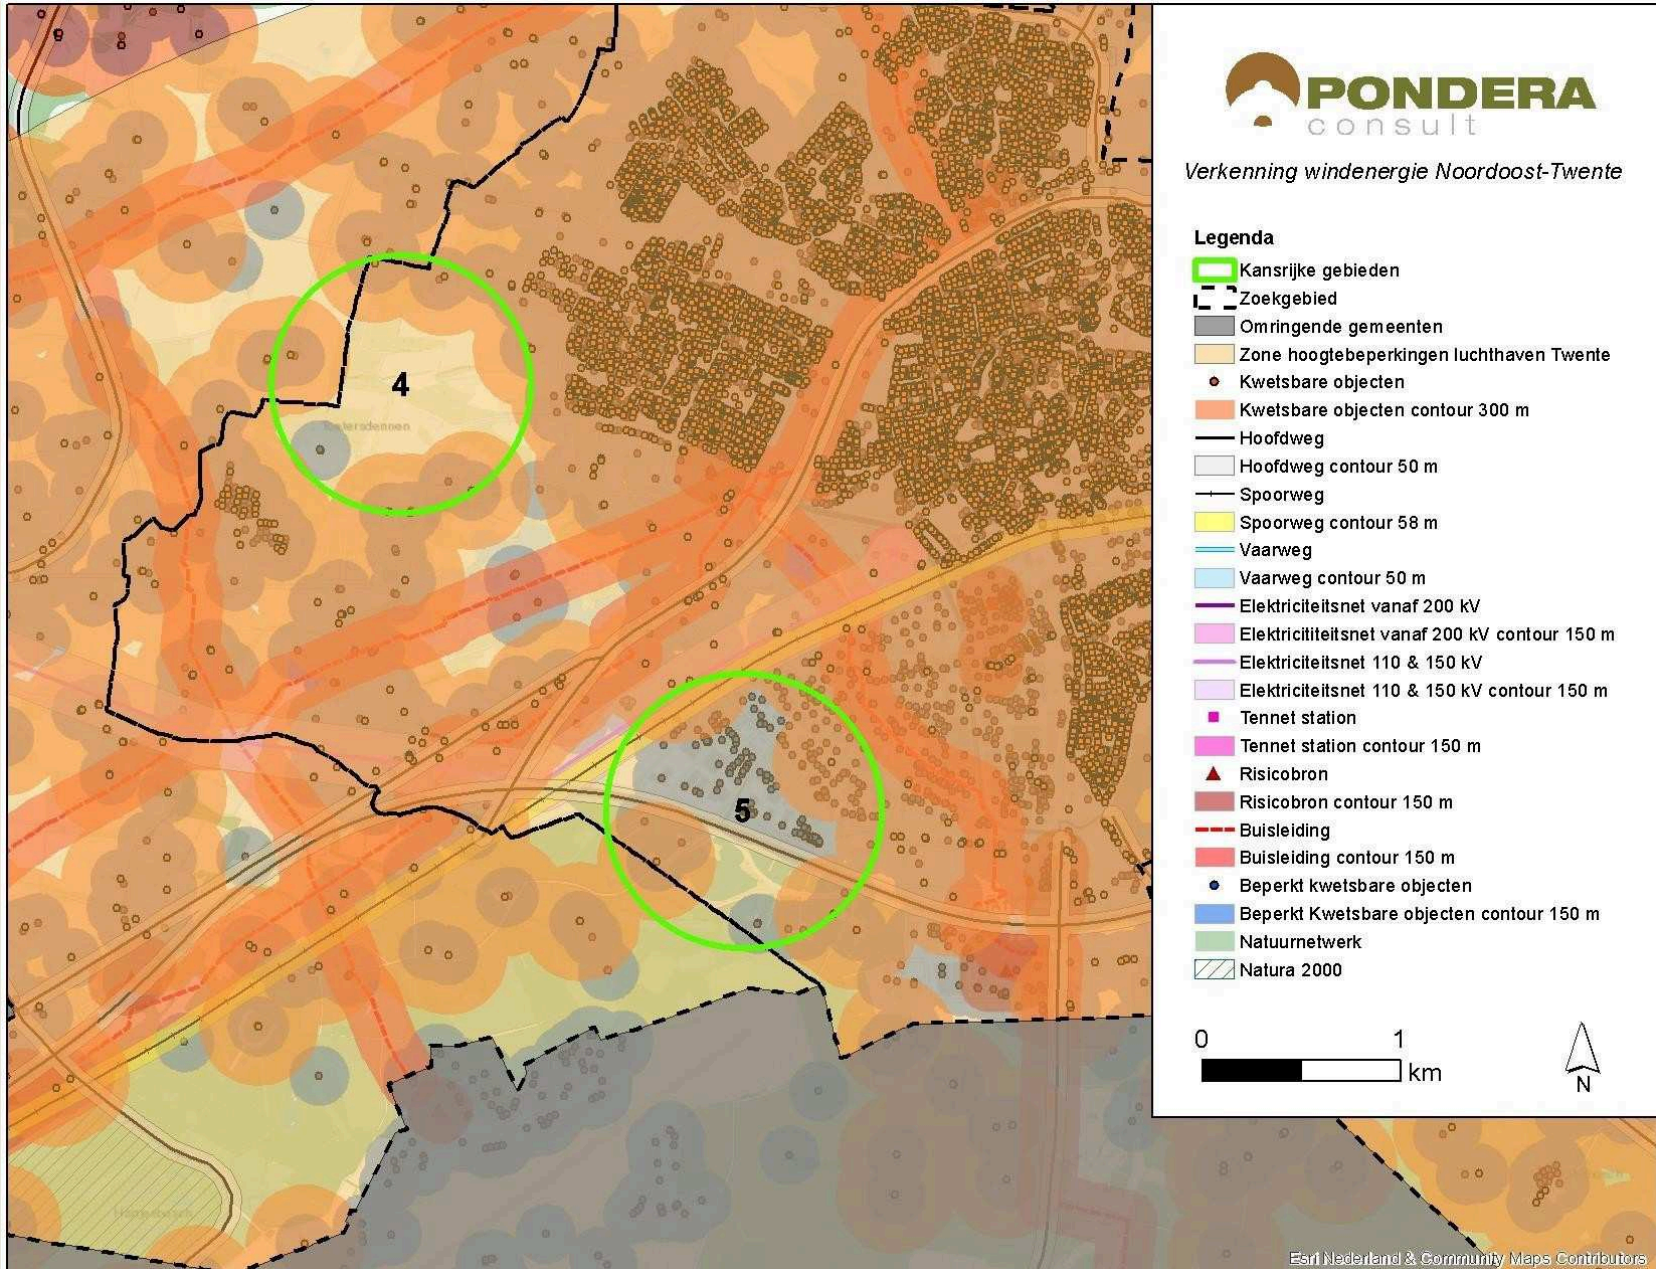 PONDERA
consult
Verkenning windenergie Noordoost-Twente
Legenda
Kansrijke gebieden
Zoekgebied
Omringende gemeenten
Zone hoogtebeperkingen luchthaven Twente
Kwetsbare objecten
Kwetsbare objecten contour 300 m
Hoofdweg
Hoofdweg contour 50 m
Spoorweg
Spoorweg contour 58 m
Vaarweg
Vaarweg contour 50 m
Elektriciteitsnet vanaf 200 kV
Elektricititeitsnet vanaf 200 kV contour 150 m
Elektriciteitsnet 110 & 150 kV
Elektriciteitsnet 110 & 150 kV contour 150 m
Tennet station
Tennet station contour 150 m
Risicobron
Risicobron contour 150 m
Buisleiding
Buisleiding contour 150 m
Beperkt kwetsbare objecten
Beperkt Kwetsbare objecten contour 150 m
Natuurnetwerk
Natura 2000
0 1
km
N
4
5
Esri Nederland & Community Maps Contributors